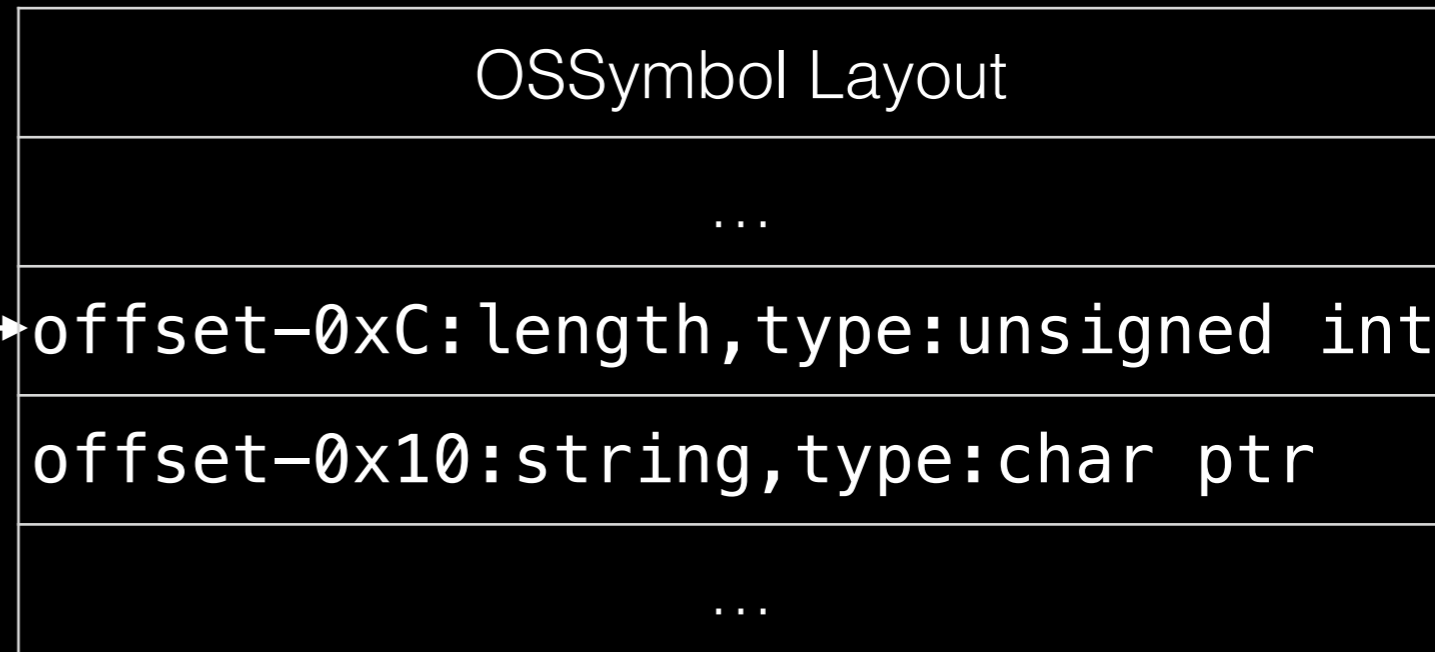 OSSymbol Layout
...
offset-0xC:length,type:unsigned int
offset-0x10:string,type:char ptr
...